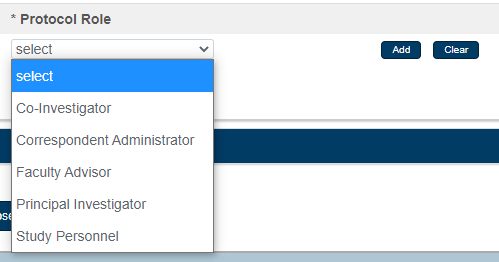 * Protocol Role
select Add Clear
select
Co-Investigator
Correspondent Administrator
Faculty Advisor
Principal Investigator
Study Personnel